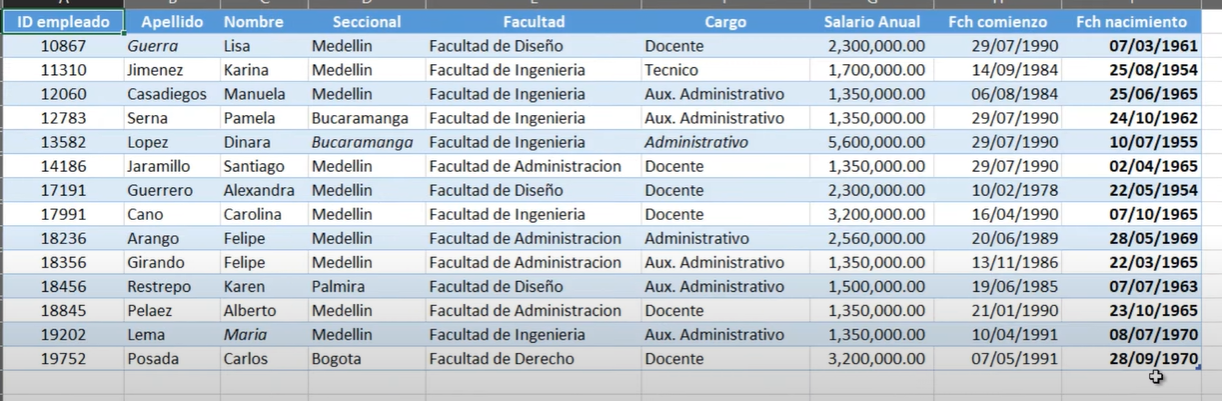 ID empleado Apellido Nombre Seccional Facultad Cargo Salario Anual Fch comienzo Fch nacimiento
10867 Guerra Lisa Medellin Facultad de Diseño Docente 2,300,000.00 29/07/1990 07/03/1961
11310 Jimenez Karina Medellin Facultad de Ingenieria Tecnico 1,700,000.00 14/09/1984 25/08/1954
12060 Casadiegos Manuela Medellin Facultad de Ingenieria Aux. Administrativo 1,350,000.00 06/08/1984 25/06/1965
12783 Serna Pamela Bucaramanga Facultad de Ingenieria Aux. Administrativo 1,350,000.00 29/07/1990 24/10/1962
13582 Lopez Dinara Bucaramanga Facultad de Ingenieria Administrativo 5,600,000.00 29/07/1990 10/07/1955
14186 Jaramillo Santiago Medellin Facultad de Administracion Docente 1,350,000.00 29/07/1990 02/04/1965
17191 Guerrero Alexandra Medellin Facultad de Diseño Docente 2,300,000.00 10/02/1978 22/05/1954
17991 Cano Carolina Medellin Facultad de Ingenieria Docente 3,200,000.00 16/04/1990 07/10/1965
18236 Arango Felipe Medellin Facultad de Administracion Administrativo 2,560,000.00 20/06/1989 28/05/1969
18356 Girando Felipe Medellin Facultad de Administracion Aux. Administrativo 1,350,000.00 13/11/1986 22/03/1965
18456 Restrepo Karen Palmira Facultad de Diseño Aux. Administrativo 1,500,000.00 19/06/1985 07/07/1963
18845 Pelaez Alberto Medellin Facultad de Administracion Docente 1,350,000.00 21/01/1990 23/10/1965
19202 Lema Maria Medellin Facultad de Ingenieria Aux. Administrativo 1,350,000.00 10/04/1991 08/07/1970
19752 Posada Carlos Bogota Facultad de Derecho Docente 3,200,000.00 07/05/1991 28/09/1970